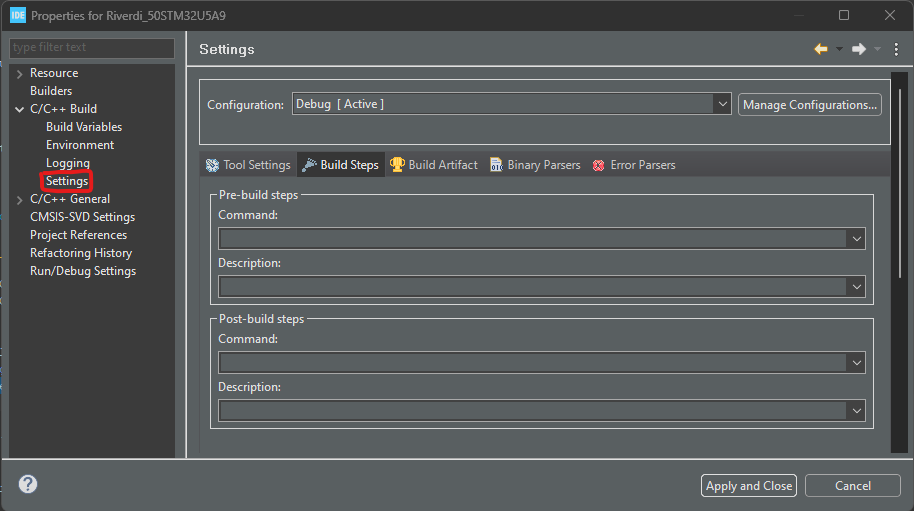 IDE Properties for Riverdi_50STM32U5A9
type filter text
Resource
Builders
C/C++ Build
Build Variables
Environment
Logging
Settings
C/C++ General
CMSIS-SVD Settings
Project References
Refactoring History
Run/Debug Settings
Settings
Configuration: Debug [ Active ] Manage Configurations...
Tool Settings Build Steps Build Artifact Binary Parsers Error Parsers
Pre-build steps
Command:
Description:
Post-build steps
Command:
Description:
? Apply and Close Cancel